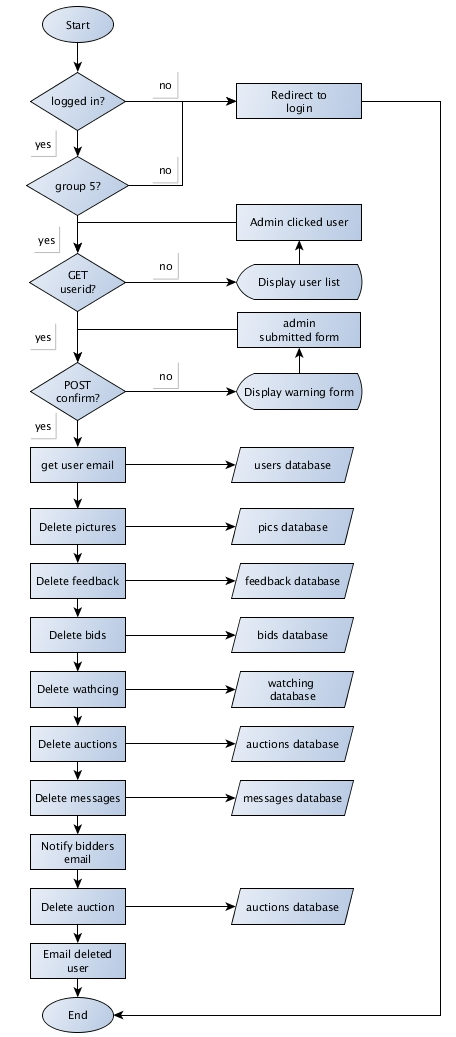 Start
logged in?
no
Redirect to
login
yes
group 5?
no
Admin clicked user
yes
GET
userid?
no
Display user list
admin
submitted form
yes
POST
confirm?
no
Display warning form
yes
get user email
users database
Delete pictures
pics database
Delete feedback
feedback database
Delete bids
bids database
Delete wathcing
watching
database
Delete auctions
auctions database
Delete messages
messages database
Notify bidders
email
Delete auction
auctions database
Email deleted
user
End